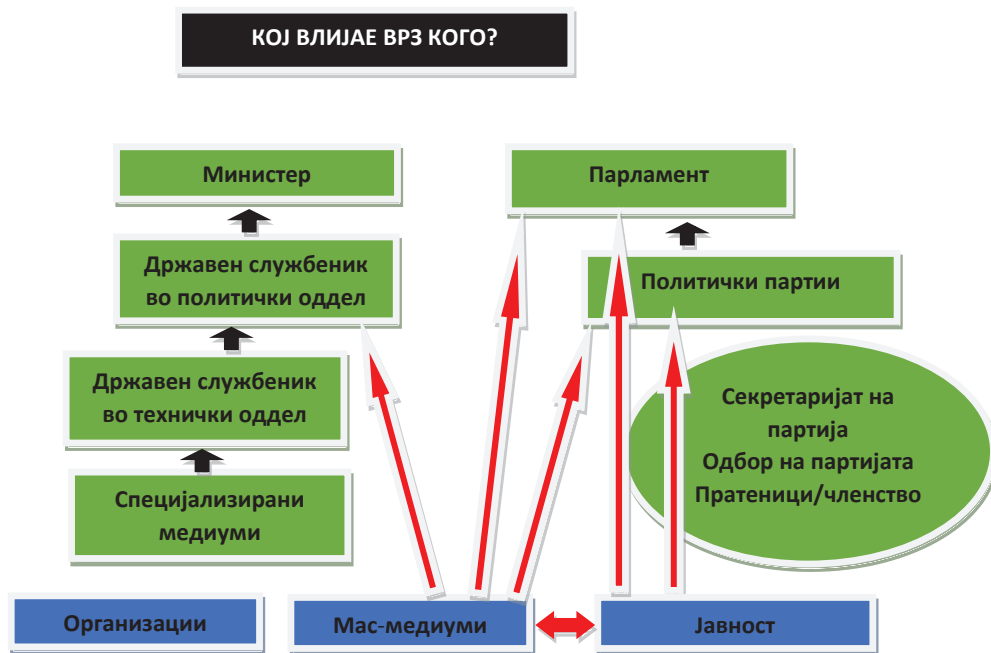 КОЈ ВЛИЈАЕ ВРЗ КОГО?
Министер
Парламент
Државен службеник
во политички оддел
Политички партии
Државен службеник
во технички оддел
Секретаријат на
партија
Одбор на партијата
Пратеници/членство
Специјализирани
медиуми
Организации
Мас-медиуми
Јавност